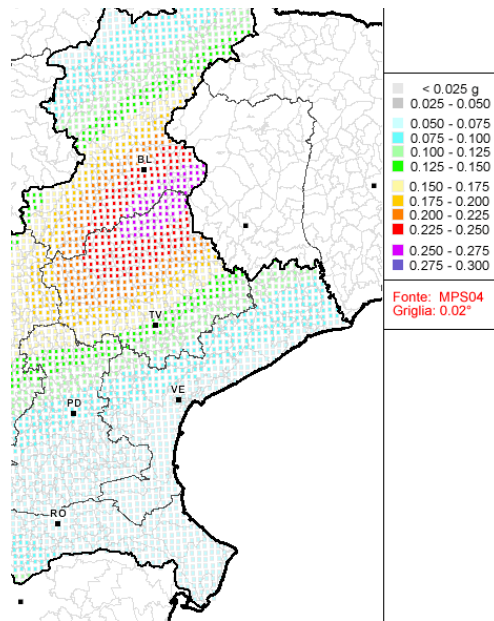 BL
TV
VE
PD
RO
< 0.025 g
0.025 - 0.050
0.050 - 0.075
0.075 - 0.100
0.100 - 0.125
0.125 - 0.150
0.150 - 0.175
0.175 - 0.200
0.200 - 0.225
0.225 - 0.250
0.250 - 0.275
0.275 - 0.300
Fonte: MPS04
Griglia: 0.02°